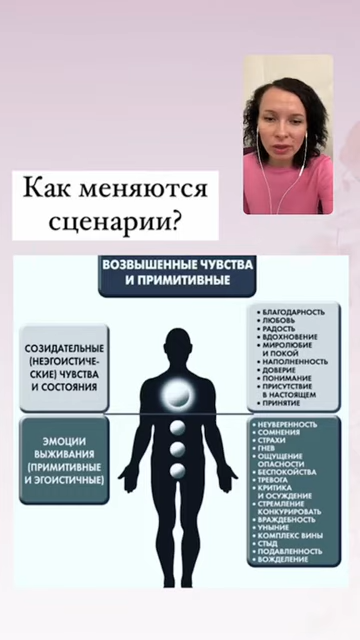 Как меняются
сценарии?
ВОЗВЫШЕННЫЕ ЧУВСТВА
И ПРИМИТИВНЫЕ
СОЗИДАТЕЛЬНЫЕ
(НЕЭГОИСТИЧЕ-
СКИЕ) ЧУВСТВА
И СОСТОЯНИЯ
• БЛАГОДАРНОСТЬ
• ЛЮБОВЬ
• РАДОСТЬ
• ВДОХНОВЕНИЕ
• МИРОЛЮБИЕ
И ПОКОЙ
• НАПОЛНЕННОСТЬ
• ДОВЕРИЕ
• ПОНИМАНИЕ
• ПРИСУТСТВИЕ
В НАСТОЯЩЕМ
• ПРИНЯТИЕ
ЭМОЦИИ
ВЫЖИВАНИЯ
(ПРИМИТИВНЫЕ
И ЭГОИСТИЧНЫЕ)
• НЕУВЕРЕННОСТЬ
• СОМНЕНИЯ
• СТРАХИ
• ГНЕВ
• ОЩУЩЕНИЕ
ОПАСНОСТИ
• БЕСПОКОЙСТВА
• ТРЕВОГА
• КРИТИКА
И ОСУЖДЕНИЕ
• СТРЕМЛЕНИЕ
КОНКУРИРОВАТЬ
• ВРАЖДЕБНОСТЬ
• УНЫНИЕ
• КОМПЛЕКС ВИНЫ
• СТЫД
• ПОДАВЛЕННОСТЬ
• ВОЖДЕЛЕНИЕ